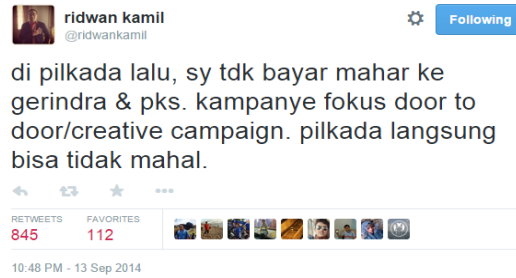 ridwan kamil
@ridwankamil
Following
di pilkada lalu, sy tdk bayar mahar ke
gerindra & pks. kampanye fokus door to
door/creative campaign. pilkada langsung
bisa tidak mahal.
RETWEETS
845
FAVORITES
112
10:48 PM - 13 Sep 2014